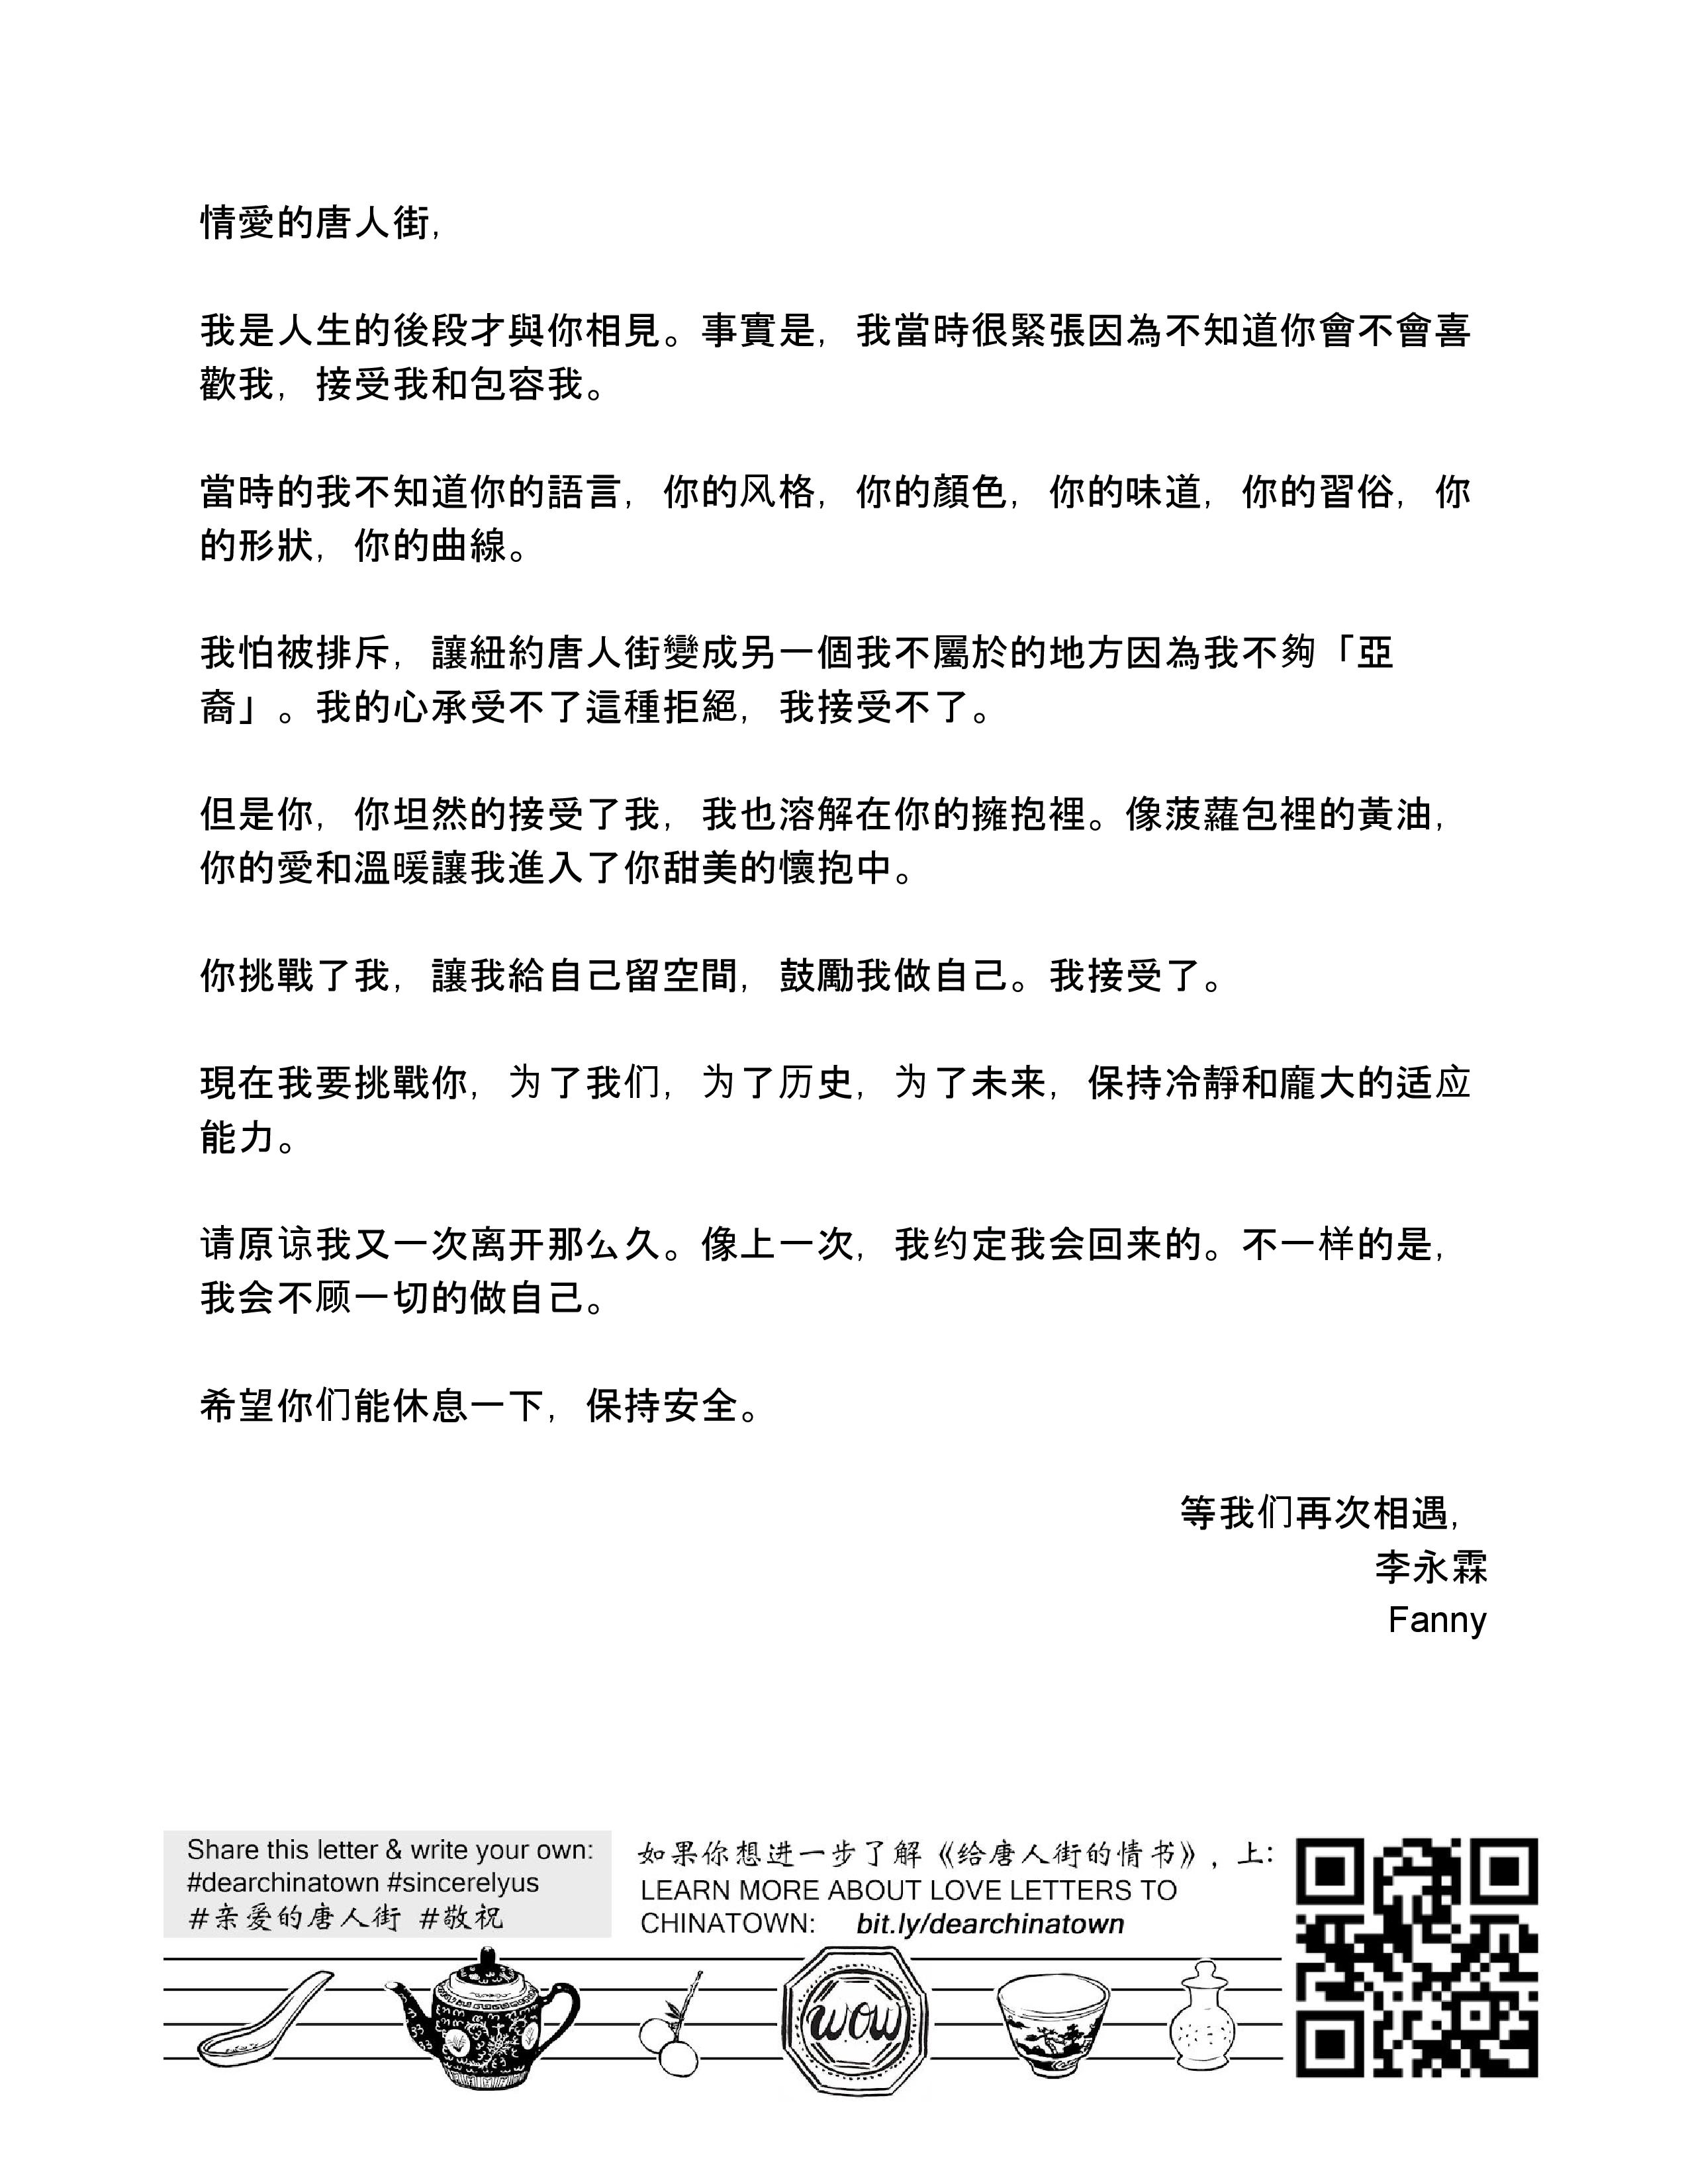 情愛的唐人街,
我是人生的後段才與你相見。事實是，我當時很緊張因為不知道你會不會喜
歡我，接受我和包容我。
當時的我不知道你的語言，你的风格，你的顏色，你的味道，你的習俗，你
的形狀，你的曲線。
我怕被排斥，讓紐約唐人街變成另一個我不屬於的地方因為我不夠「亞
裔」。我的心承受不了這種拒絕，我接受不了。
但是你，你坦然的接受了我，我也溶解在你的擁抱裡。像菠蘿包裡的黃油，
你的愛和溫暖讓我進入了你甜美的懷抱中。
你挑戰了我，讓我給自己留空間，鼓勵我做自己。我接受了。
現在我要挑戰你，为了我们，为了历史，为了未来，保持冷靜和龐大的适应
能力。
请原谅我又一次离开那么久。像上一次，我约定我会回来的。不一样的是，
我会不顾一切的做自己。
希望你们能休息一下，保持安全。
等我们再次相遇，
李永霖
Fanny
Share this letter & write your own:
#dearchinatown #sincerelyus
#亲爱的唐人街 #敬祝
如果你想进一步了解《给唐人街的情书》, 上:
LEARN MORE ABOUT LOVE LETTERS TO
CHINATOWN: bit.ly/dearchinatown
wow